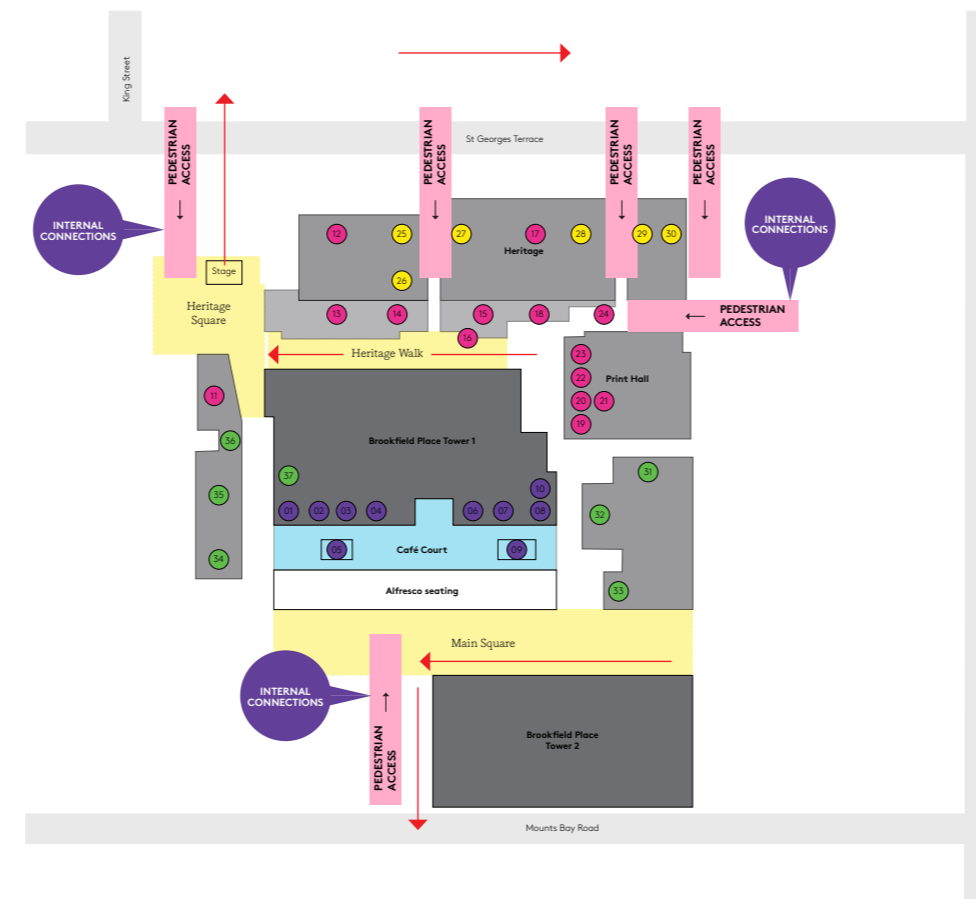 King Street
St Georges Terrace
PEDESTRIAN
ACCESS
PEDESTRIAN
ACCESS
PEDESTRIAN
ACCESS
PEDESTRIAN
ACCESS
INTERNAL
CONNECTIONS
INTERNAL
CONNECTIONS
12
25
27
17
28
29
30
Heritage
26
Stage
Heritage
Square
13
14
15
18
24
16
PEDESTRIAN
ACCESS
Heritage Walk
23
22
Print Hall
20
21
19
11
36
35
34
Brookfield Place Tower 1
37
01
02
03
04
06
07
10
08
31
32
33
05
Café Court
09
Alfresco seating
Main Square
INTERNAL
CONNECTIONS
PEDESTRIAN
ACCESS
Brookfield Place
Tower 2
Mounts Bay Road